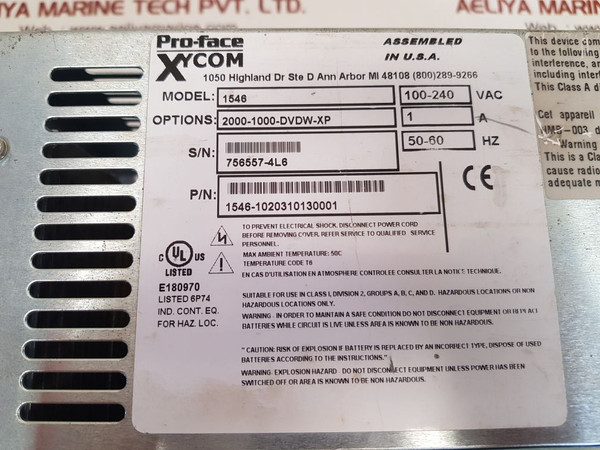 AELIYA MARINE TECH PVT. LTD.
AELIYA MARINE
Pro-face
XYCOM
ASSEMBLED
IN U.S.A.
1050 Highland Dr Ste D Ann Arbor MI 48108 (800)289-9266
MODEL: 1546 100-240 VAC
OPTIONS: 2000-1000-DVDW-XP 1 A
50-60 HZ
S/N: 756557-4L6
P/N: 1546-1020310130001
CE
TO PREVENT ELECTRICAL SHOCK, DISCONNECT POWER CORD
BEFORE REMOVING COVER, REFER SERVICE TO QUALIFIED SERVICE
PERSONNEL.
MAX AMBIENT TEMPERATURE: 50C
TEMPERATURE CODE T6
EN CAS D'UTILISATION EN ATMOSPHERE CONTROLEE CONSULTER LA NOTICE TECHNIQUE.
C UL US
LISTED
E180970
LISTED 6P74
IND. CONT. EQ.
FOR HAZ. LOC.
SUITABLE FOR USE IN CLASS I, DIVISION 2, GROUPS A, B, C, AND D. HAZARDOUS LOCATIONS OR NON
HAZARDOUS LOCATIONS ONLY.
WARNING - IN ORDER TO MAINTAIN A SAFE CONDITION DO NOT DISCONNECT EQUIPMENT OR REPLACE
BATTERIES WHILE CIRCUIT IS LIVE UNLESS AREA IS KNOWN TO BE NON HAZARDOUS.
" CAUTION: RISK OF EXPLOSION IF BATTERY IS REPLACED BY AN INCORRECT TYPE, DISPOSE OF USED
BATTERIES ACCORDING TO THE INSTRUCTIONS."
WARNING: EXPLOSION HAZARD. DO NOT DISCONNECT EQUIPMENT UNLESS POWER HAS BEEN
SWITCHED OFF OR AREA IS KNOWN TO BE NON HAZARDOUS.
This device com
to the following
interference, an
including interf
This Class A di
Cet appareil
NMB-003 d
Warning
This is a Clas
cause radio
adequate m